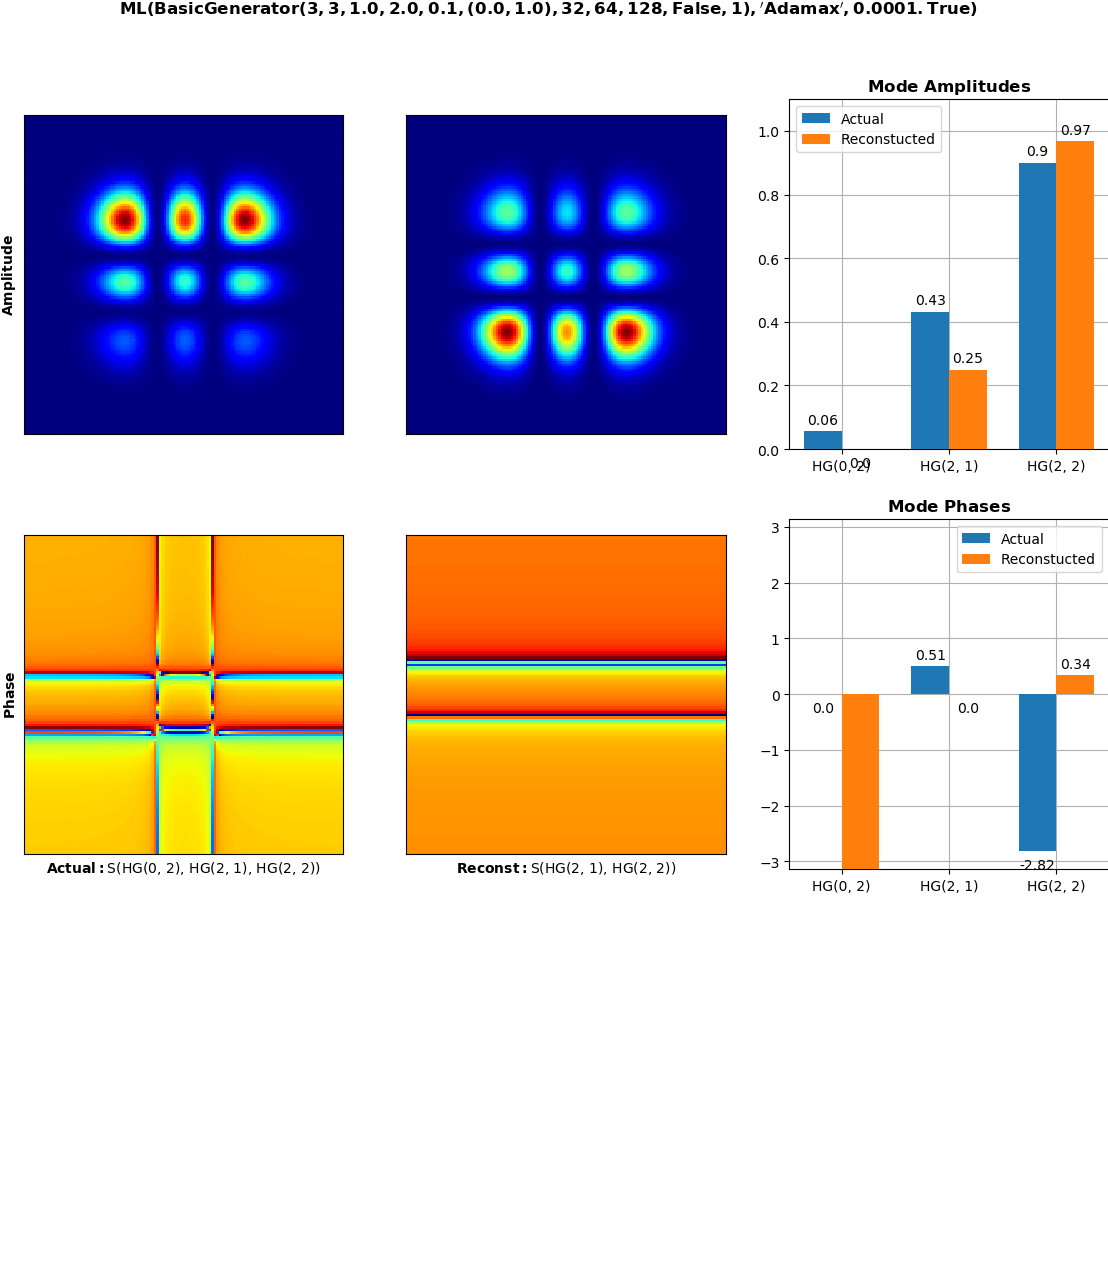 ML(BasicGenerator(3, 3, 1.0, 2.0, 0.1, (0.0, 1.0), 32, 64, 128, False, 1), ′Adamax′, 0.0001. True)
Amplitude
Mode Amplitudes
Actual
Reconstucted
1.0
0.8
0.6
0.4
0.2
0.0
0.06
0.0
0.43
0.25
0.9
0.97
HG(0, 2)
HG(2, 1)
HG(2, 2)
Phase
Actual: S(HG(0, 2), HG(2, 1), HG(2, 2))
Reconst: S(HG(2, 1), HG(2, 2))
Mode Phases
Actual
Reconstucted
3
2
1
0
−1
−2
−3
0.0
0.51
0.0
-2.82
0.34
HG(0, 2)
HG(2, 1)
HG(2, 2)